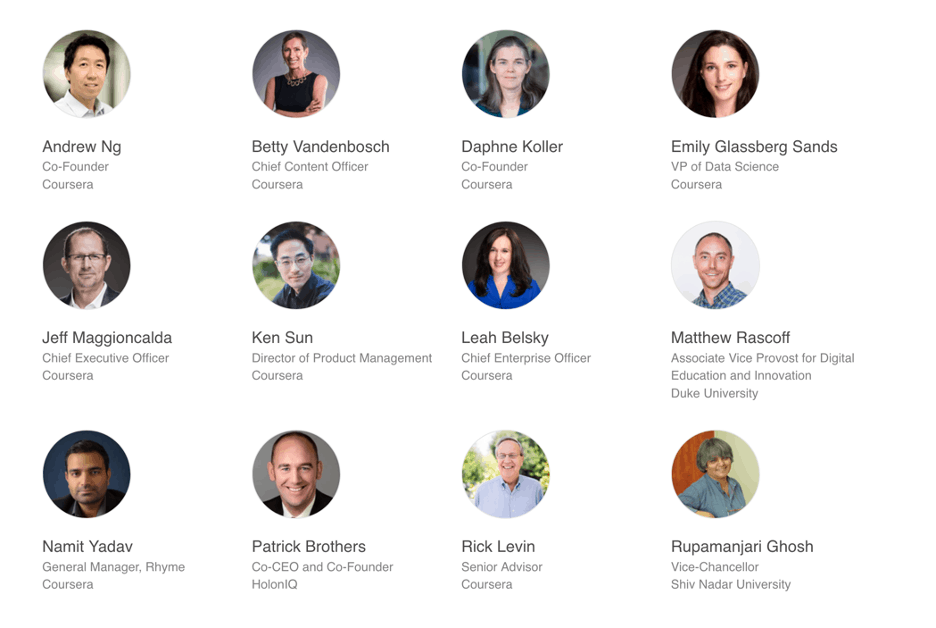 Andrew Ng
Co-Founder
Coursera
Betty Vandenbosch
Chief Content Officer
Coursera
Daphne Koller
Co-Founder
Coursera
Emily Glassberg Sands
VP of Data Science
Coursera
Jeff Maggioncalda
Chief Executive Officer
Coursera
Ken Sun
Director of Product Management
Coursera
Leah Belsky
Chief Enterprise Officer
Coursera
Matthew Rascoff
Associate Vice Provost for Digital
Education and Innovation
Duke University
Namit Yadav
General Manager, Rhyme
Coursera
Patrick Brothers
Co-CEO and Co-Founder
HolonIQ
Rick Levin
Senior Advisor
Coursera
Rupamanjari Ghosh
Vice-Chancellor
Shiv Nadar University